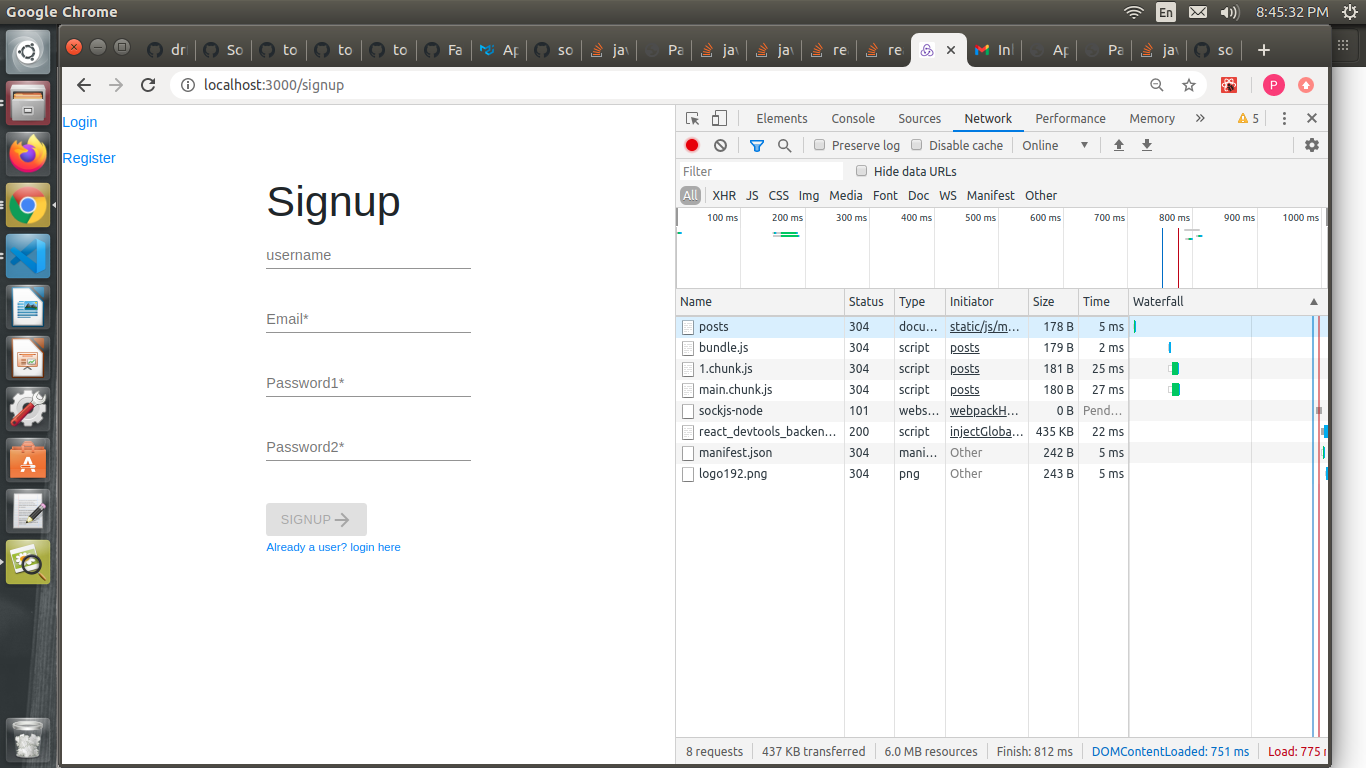 Google Chrome
En
8:45:32 PM
dr
So
to
to
to
Fa
Ap
so
jav
Pa
jav
jav
rea
rea
Ap
Pa
jav
so
localhost:3000/signup
P
Login
Register
Signup
username
Email*
Password1*
Password2*
SIGNUP
Already a user? login here
Elements Console Sources Network Performance Memory » 5
Preserve log Disable cache Online
Filter Hide data URLs
All XHR JS CSS Img Media Font Doc WS Manifest Other
100 ms 200 ms 300 ms 400 ms 500 ms 600 ms 700 ms 800 ms 900 ms 1000 ms
Name Status Type Initiator Size Time Waterfall
posts 304 docu... static/js/m... 178 B 5 ms
bundle.js 304 script posts 179 B 2 ms
1.chunk.js 304 script posts 181 B 25 ms
main.chunk.js 304 script posts 180 B 27 ms
sockjs-node 101 webs... webpackH... 0 B Pend...
react_devtools_backen... 200 script injectGloba... 435 KB 22 ms
manifest.json 304 mani... Other 242 B 5 ms
logo192.png 304 png Other 243 B 5 ms
8 requests 437 KB transferred 6.0 MB resources Finish: 812 ms DOMContentLoaded: 751 ms Load: 775